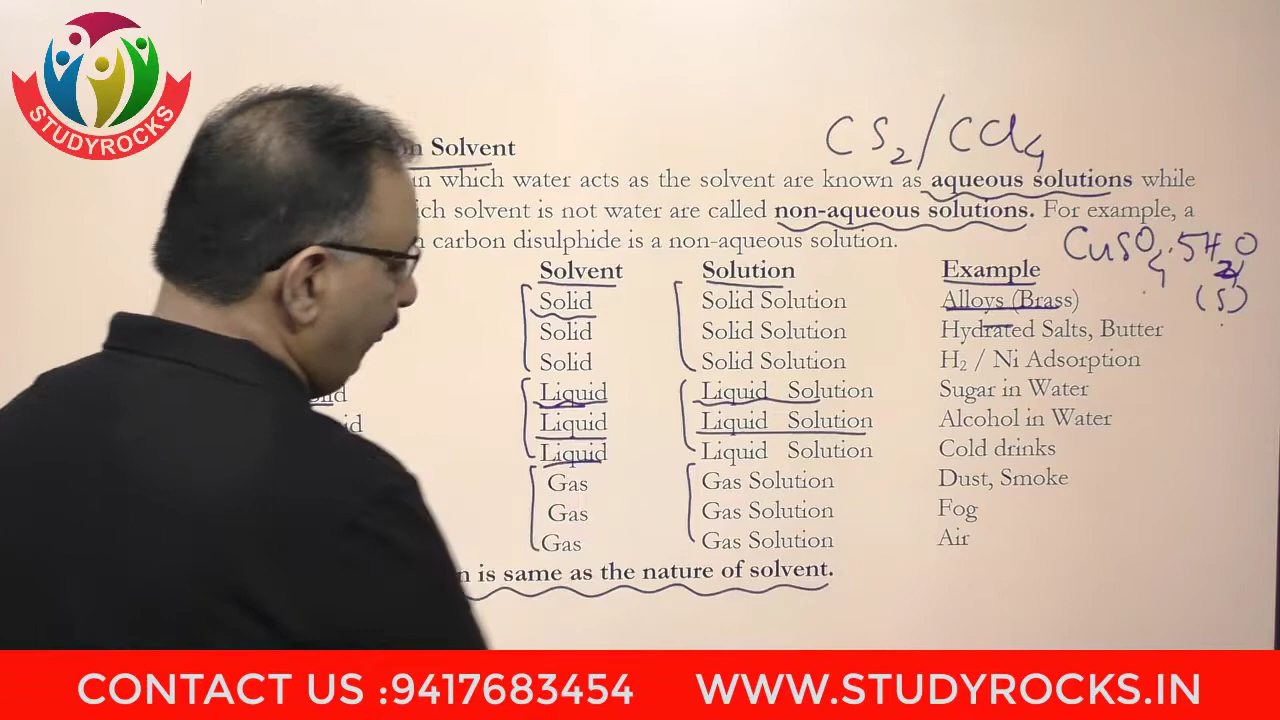 STUDYROCKS
on Solvent
CS2/CCl4
in which water acts as the solvent are known as aqueous solutions while
ich solvent is not water are called non-aqueous solutions. For example, a
n carbon disulphide is a non-aqueous solution.
CuSO4.5H2O
(s)
Solvent Solution Example
Solid Solid Solution Alloys (Brass)
Solid Solid Solution Hydrated Salts, Butter
Solid Solid Solution H2 / Ni Adsorption
lid Liquid Liquid Solution Sugar in Water
id Liquid Liquid Solution Alcohol in Water
Liquid Liquid Solution Cold drinks
Gas Gas Solution Dust, Smoke
Gas Gas Solution Fog
Gas Gas Solution Air
n is same as the nature of solvent.
CONTACT US :9417683454 WWW.STUDYROCKS.IN